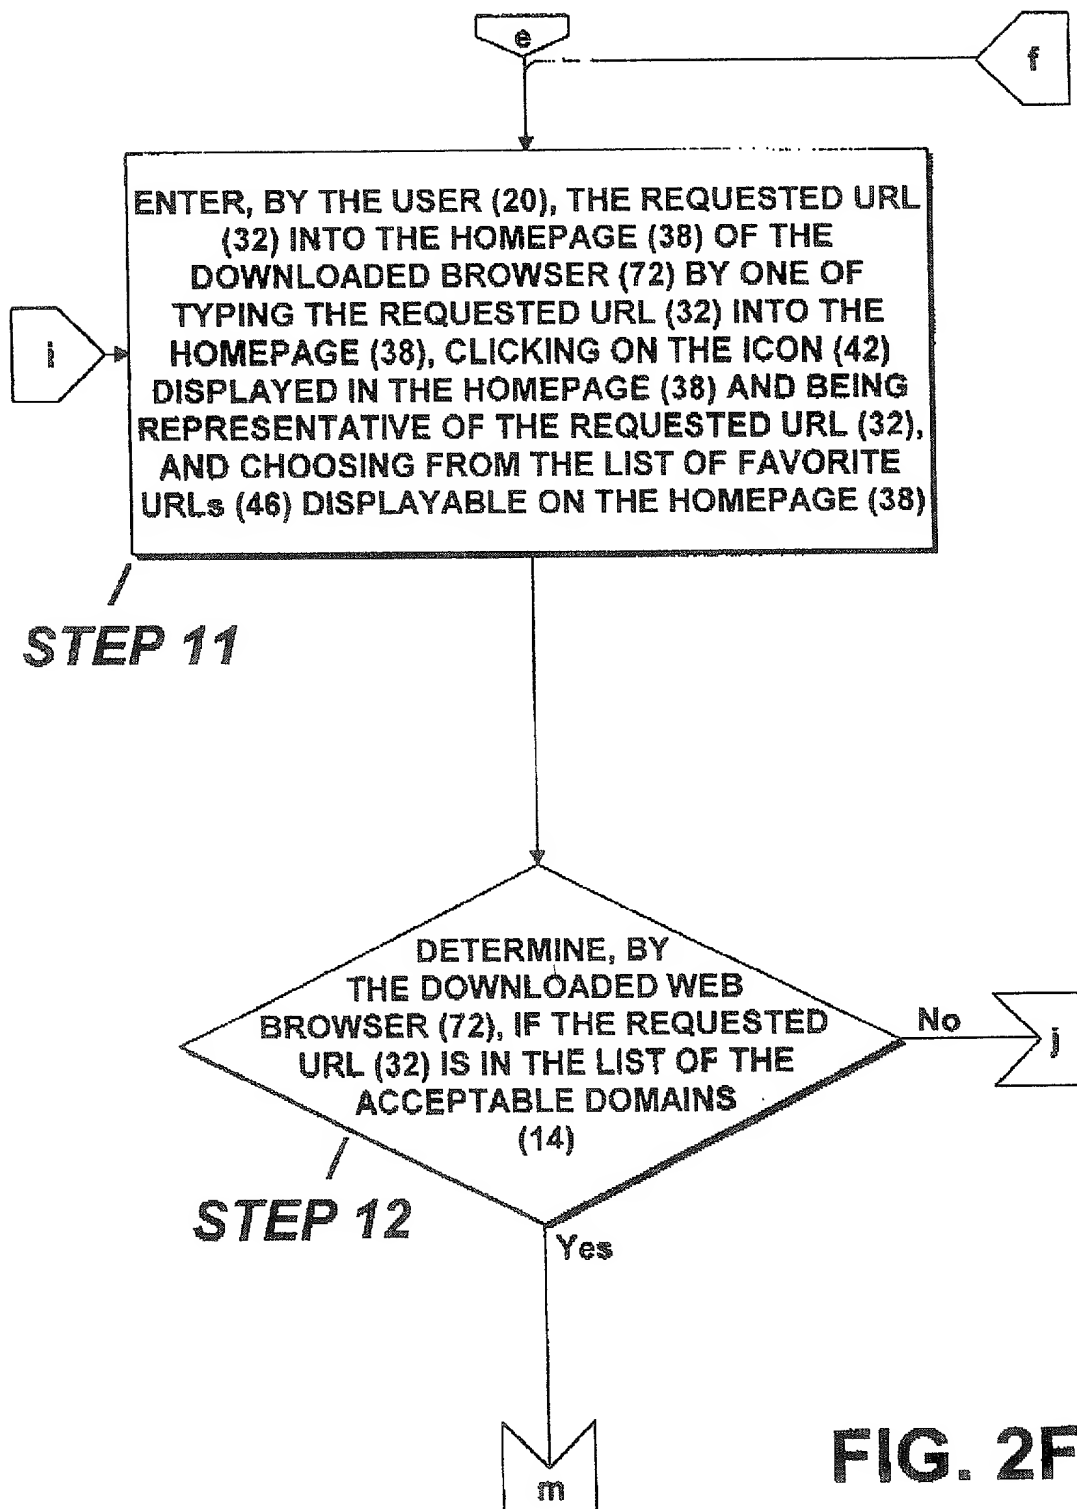 e
f
ENTER, BY THE USER (20), THE REQUESTED URL
(32) INTO THE HOMEPAGE (38) OF THE
DOWNLOADED BROWSER (72) BY ONE OF
TYPING THE REQUESTED URL (32) INTO THE
HOMEPAGE (38), CLICKING ON THE ICON (42)
DISPLAYED IN THE HOMEPAGE (38) AND BEING
REPRESENTATIVE OF THE REQUESTED URL (32),
AND CHOOSING FROM THE LIST OF FAVORITE
URLs (46) DISPLAYABLE ON THE HOMEPAGE (38)
i
STEP 11
DETERMINE, BY
THE DOWNLOADED WEB
BROWSER (72), IF THE REQUESTED
URL (32) IS IN THE LIST OF THE
ACCEPTABLE DOMAINS
(14)
No
j
STEP 12
Yes
m
FIG. 2F